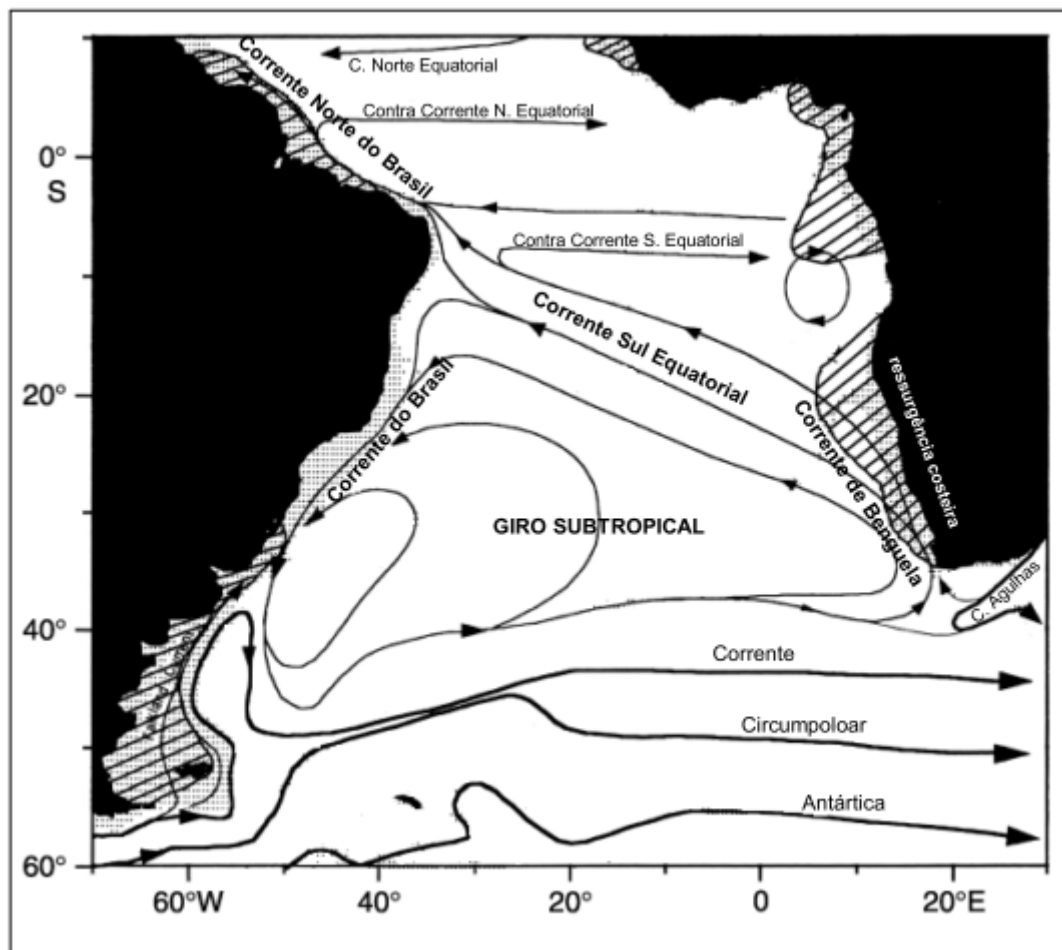 C. Norte Equatorial
Corrente Norte do Brasil
Contra Corrente N. Equatorial
0°
S
Contra Corrente S. Equatorial
Corrente Sul Equatorial
ressurgência costeira
20°
Corrente do Brasil
Corrente de Benguela
GIRO SUBTROPICAL
C. Agulhas
40°
Corrente
Circumpoloar
Antártica
60°
60°W
40°
20°
0
20°E